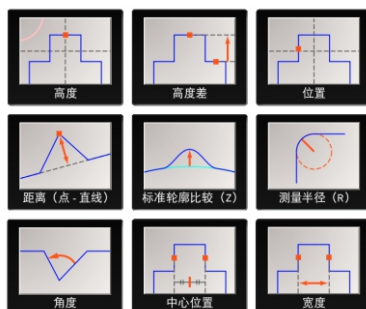 高度
高度差
位置
距离（点 - 直线）
标准轮廓比较（Z）
测量半径（R）
角度
中心位置
宽度